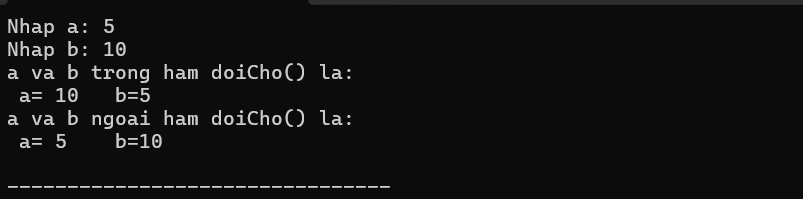 Nhap a: 5
Nhap b: 10
a va b trong ham doiCho() la:
 a= 10   b=5
a va b ngoai ham doiCho() la:
 a= 5    b=10

--------------------------------